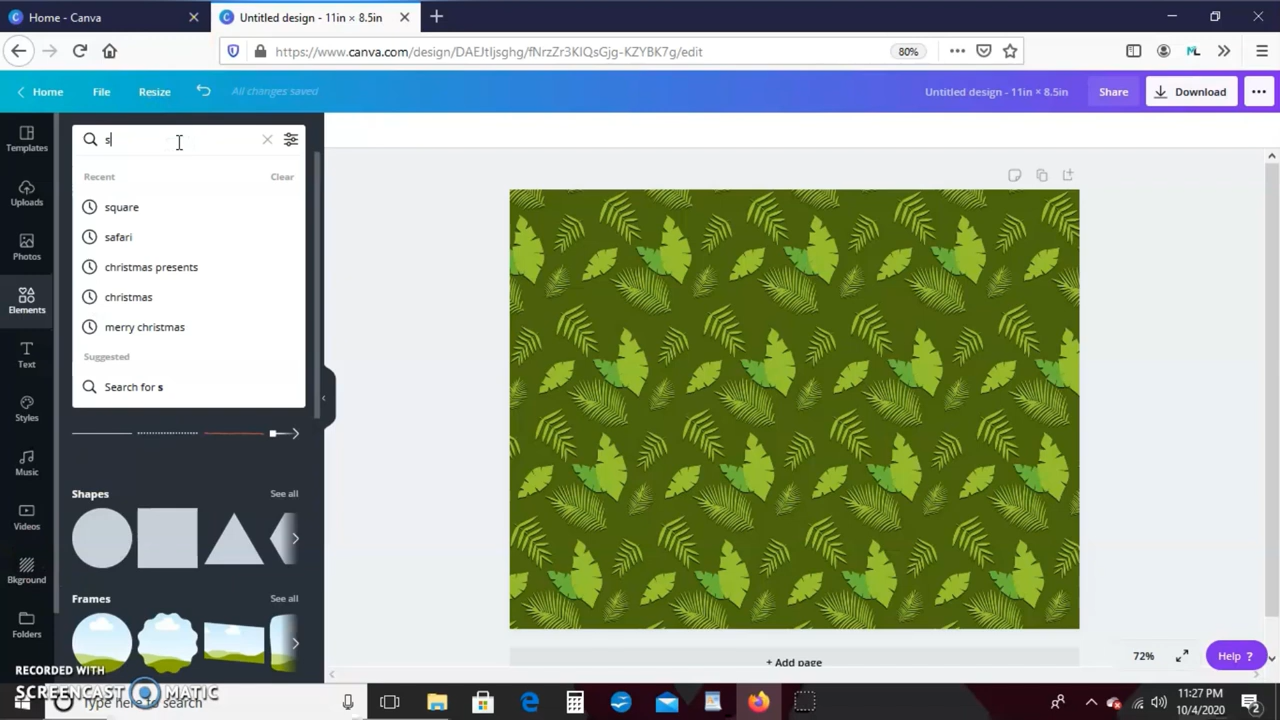 Home - Canva
Untitled design - 11in × 8.5in
https://www.canva.com/design/DAEJtIjsghg/fNrzZr3KIQsGjg-KZYBK7g/edit
80%
Home
File
Resize
All changes saved
Untitled design - 11in × 8.5in
Share
Download
Templates
Uploads
Photos
Elements
Text
Styles
Music
Videos
Bkground
Folders
s
Recent
Clear
square
safari
christmas presents
christmas
merry christmas
Suggested
Search for s
Shapes
See all
Frames
See all
+ Add page
72%
Help ?
RECORDED WITH
SCREENCAST MATIC
Type here to search
11:27 PM
10/4/2020
2